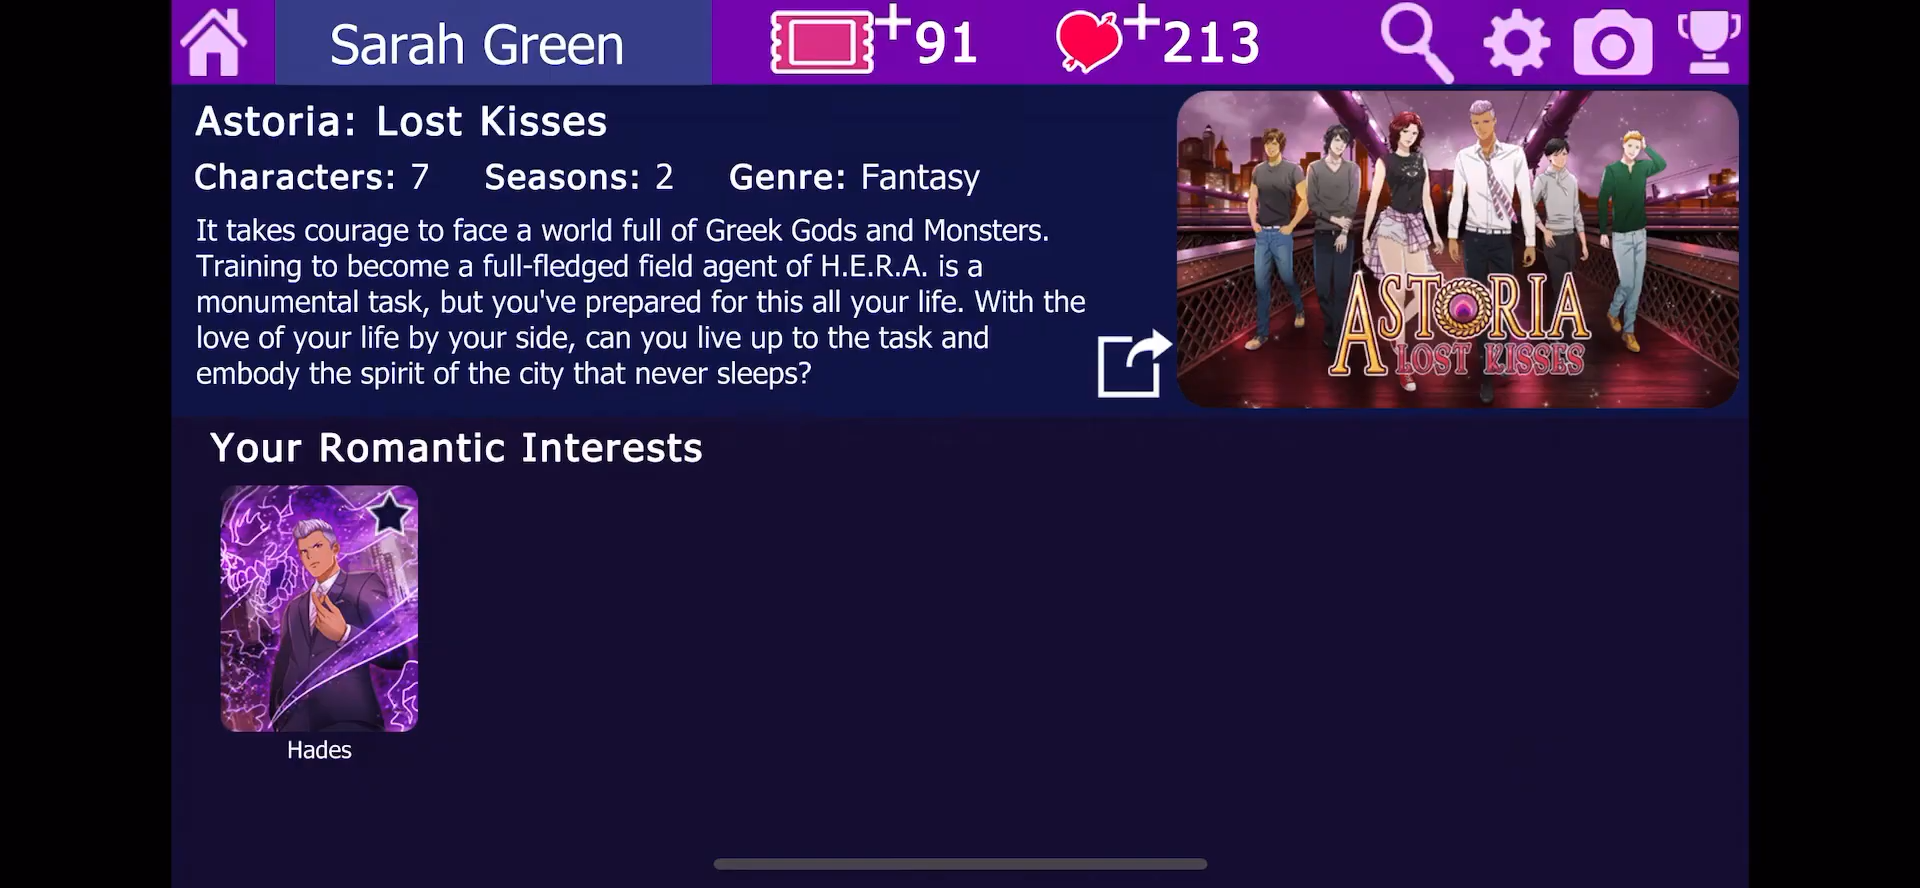 Sarah Green
+91
+213
Astoria: Lost Kisses
Characters: 7 Seasons: 2 Genre: Fantasy
It takes courage to face a world full of Greek Gods and Monsters.
Training to become a full-fledged field agent of H.E.R.A. is a
monumental task, but you've prepared for this all your life. With the
love of your life by your side, can you live up to the task and
embody the spirit of the city that never sleeps?
ASTORIA
LOST KISSES
Your Romantic Interests
Hades